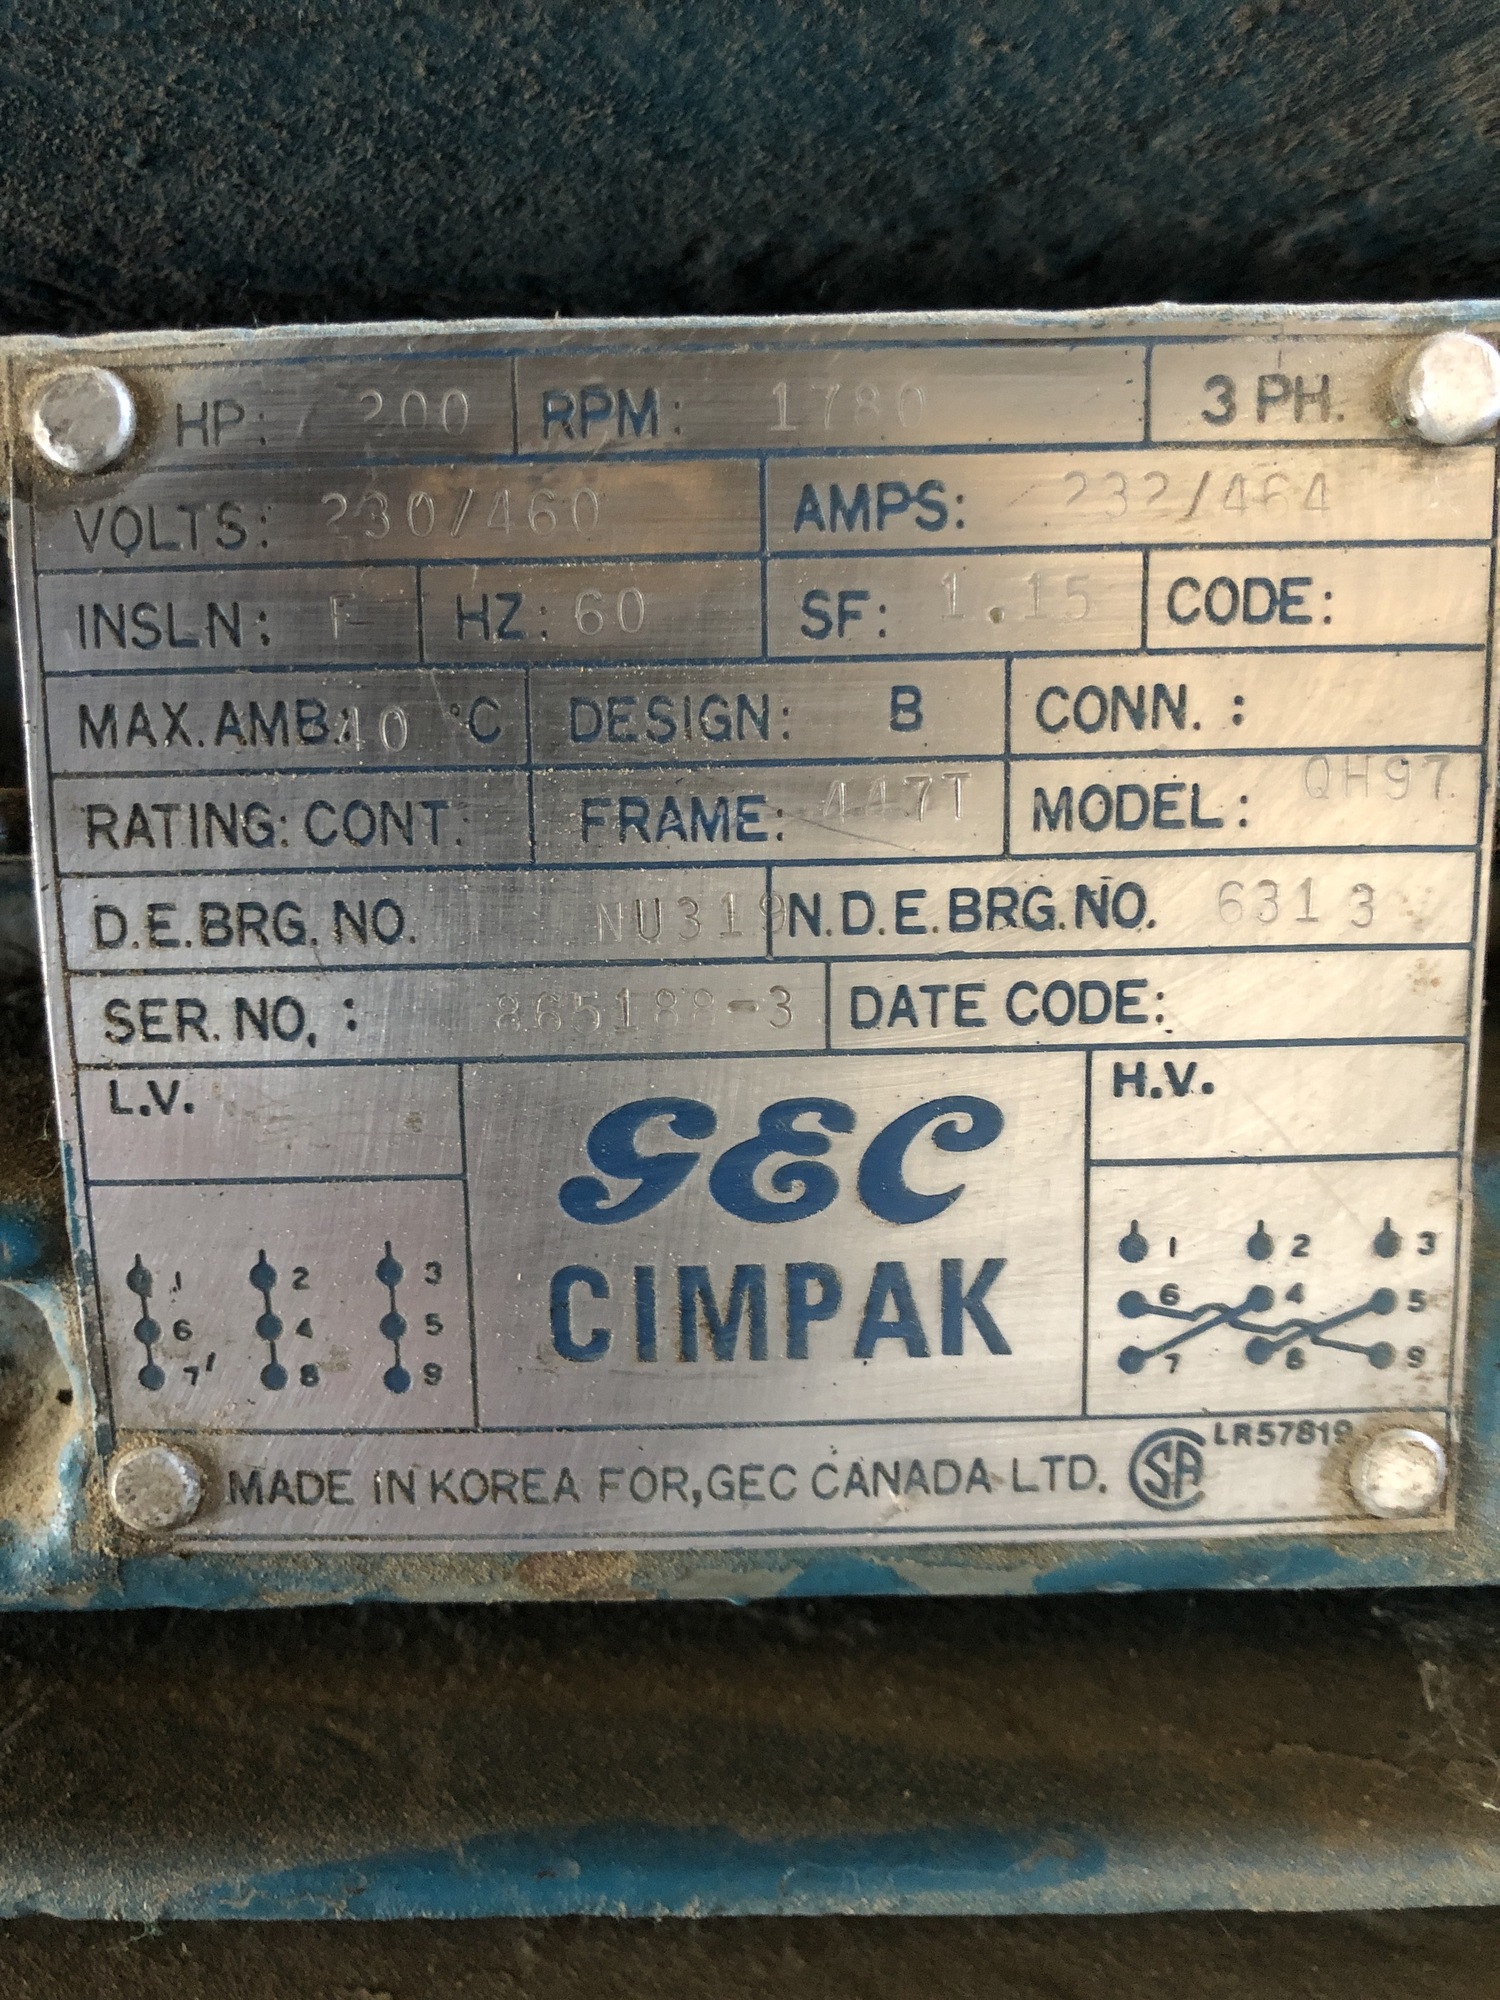 HP: 200 RPM: 1780 3 PH.
VOLTS: 230/460 AMPS: 232/464
INSLN: F HZ: 60 SF: 1.15 CODE:
MAX. AMB.: 40 °C DESIGN: B CONN. :
RATING: CONT. FRAME: 447T MODEL: QH97
D.E. BRG. NO. NU319 N.D.E. BRG. NO. 6313
SER. NO. : 865188-3 DATE CODE:
L.V. H.V.
GEC
CIMPAK
1 2 3
6 4 5
7 8 9
1 2 3
6 4 5
7 8 9
MADE IN KOREA FOR, GEC CANADA LTD. SA LR57819